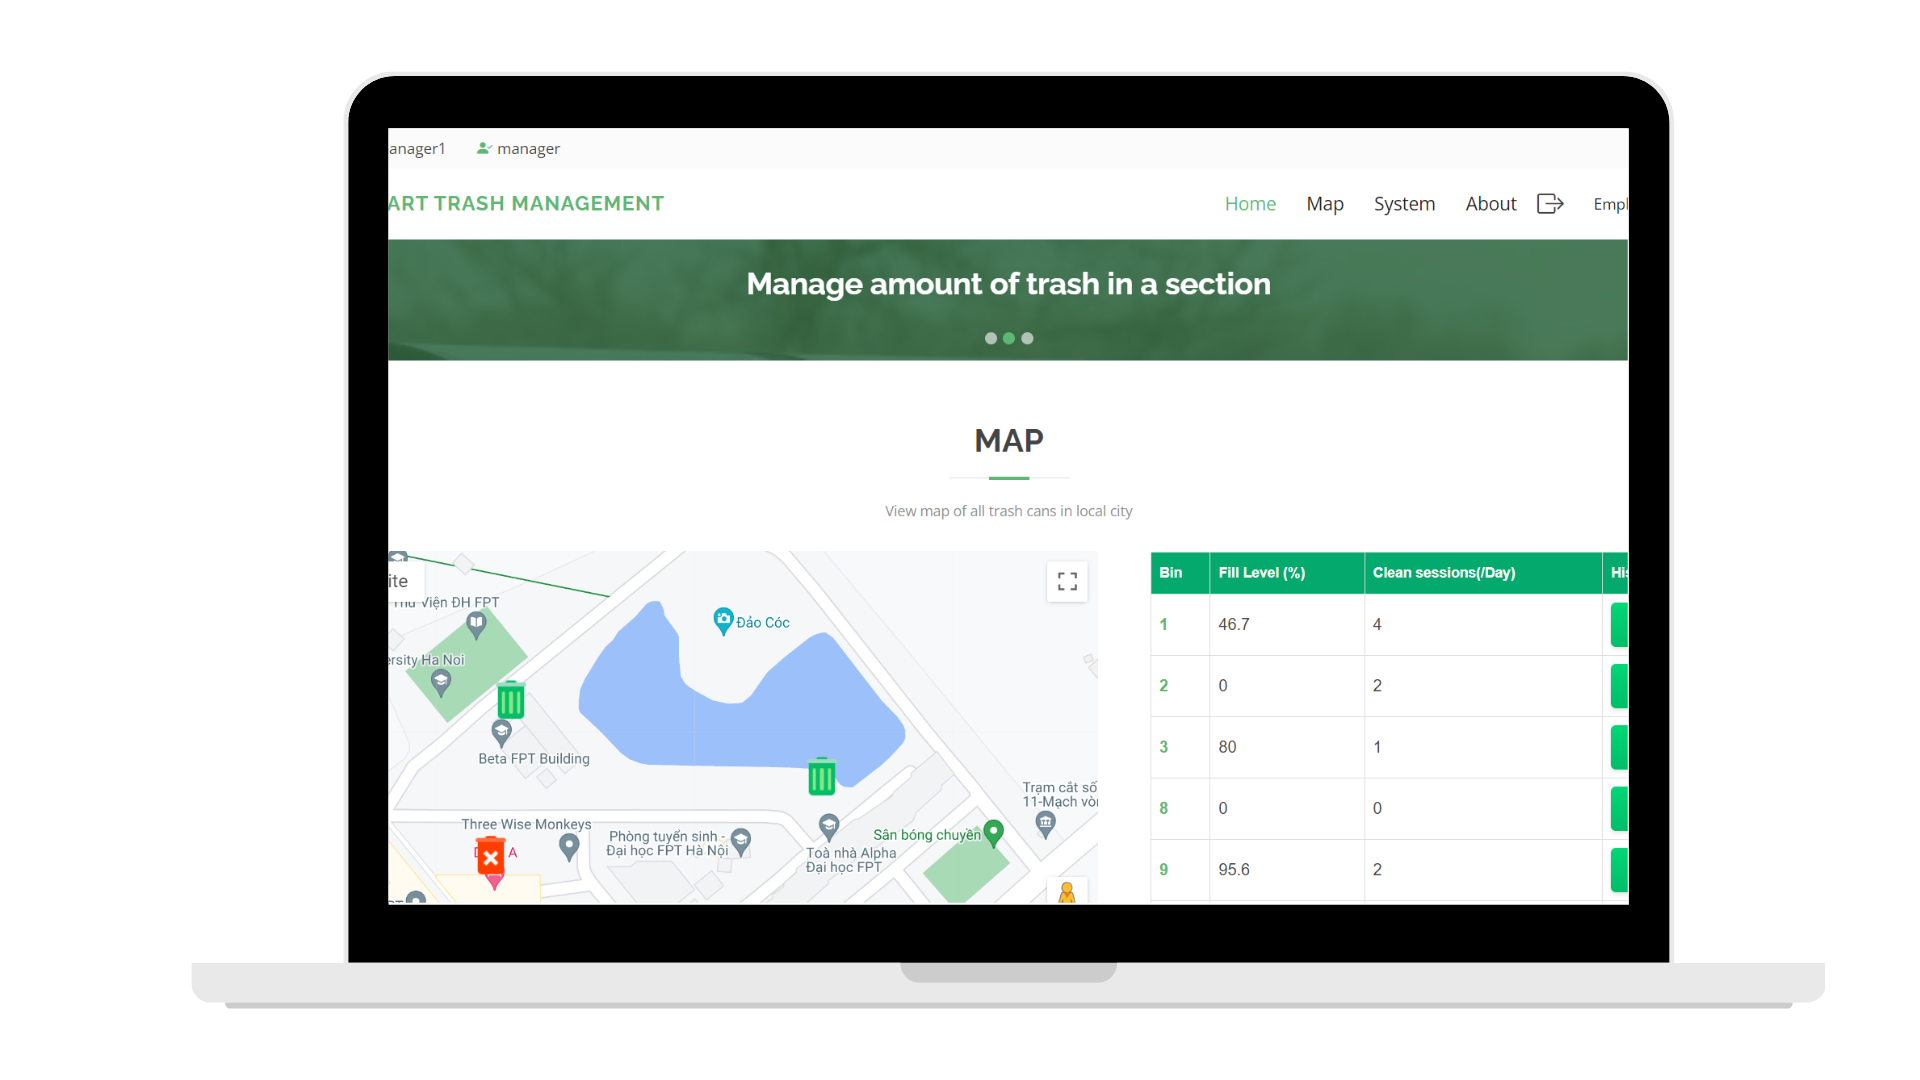 anager1 manager
ART TRASH MANAGEMENT
Home Map System About Empl
Manage amount of trash in a section
MAP
View map of all trash cans in local city
ite
Thư Viện ĐH FPT
ersity Ha Noi
Đảo Cóc
Beta FPT Building
Three Wise Monkeys
A
Phòng tuyển sinh -
Đại học FPT Hà Nội
Toà nhà Alpha
Đại học FPT
Sân bóng chuyền
Trạm cắt số
11-Mạch vòn
Bin Fill Level (%) Clean sessions(/Day) His
1 46.7 4
2 0 2
3 80 1
8 0 0
9 95.6 2